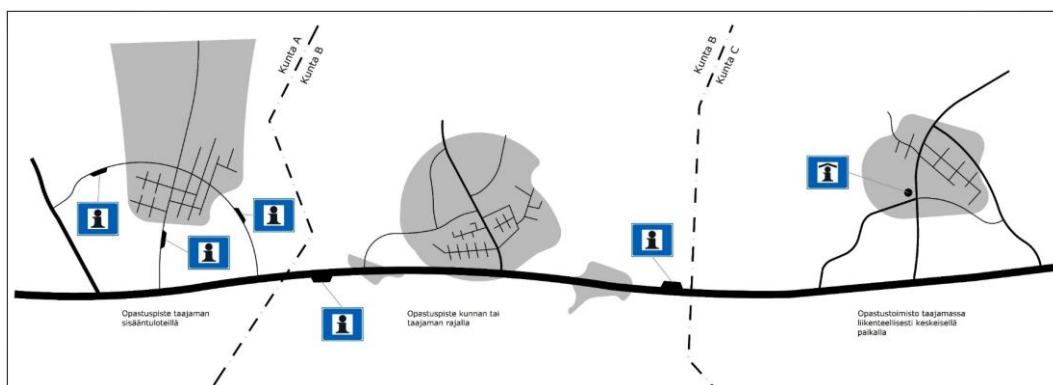 Kunta A
Kunta B
Kunta B
Kunta C
Opastuspiste taajaman
sisääntuloteillä
Opastuspiste kunnan tai
taajaman rajalla
Opastustoimisto taajamassa
liikenteellisesti keskeisellä
paikalla